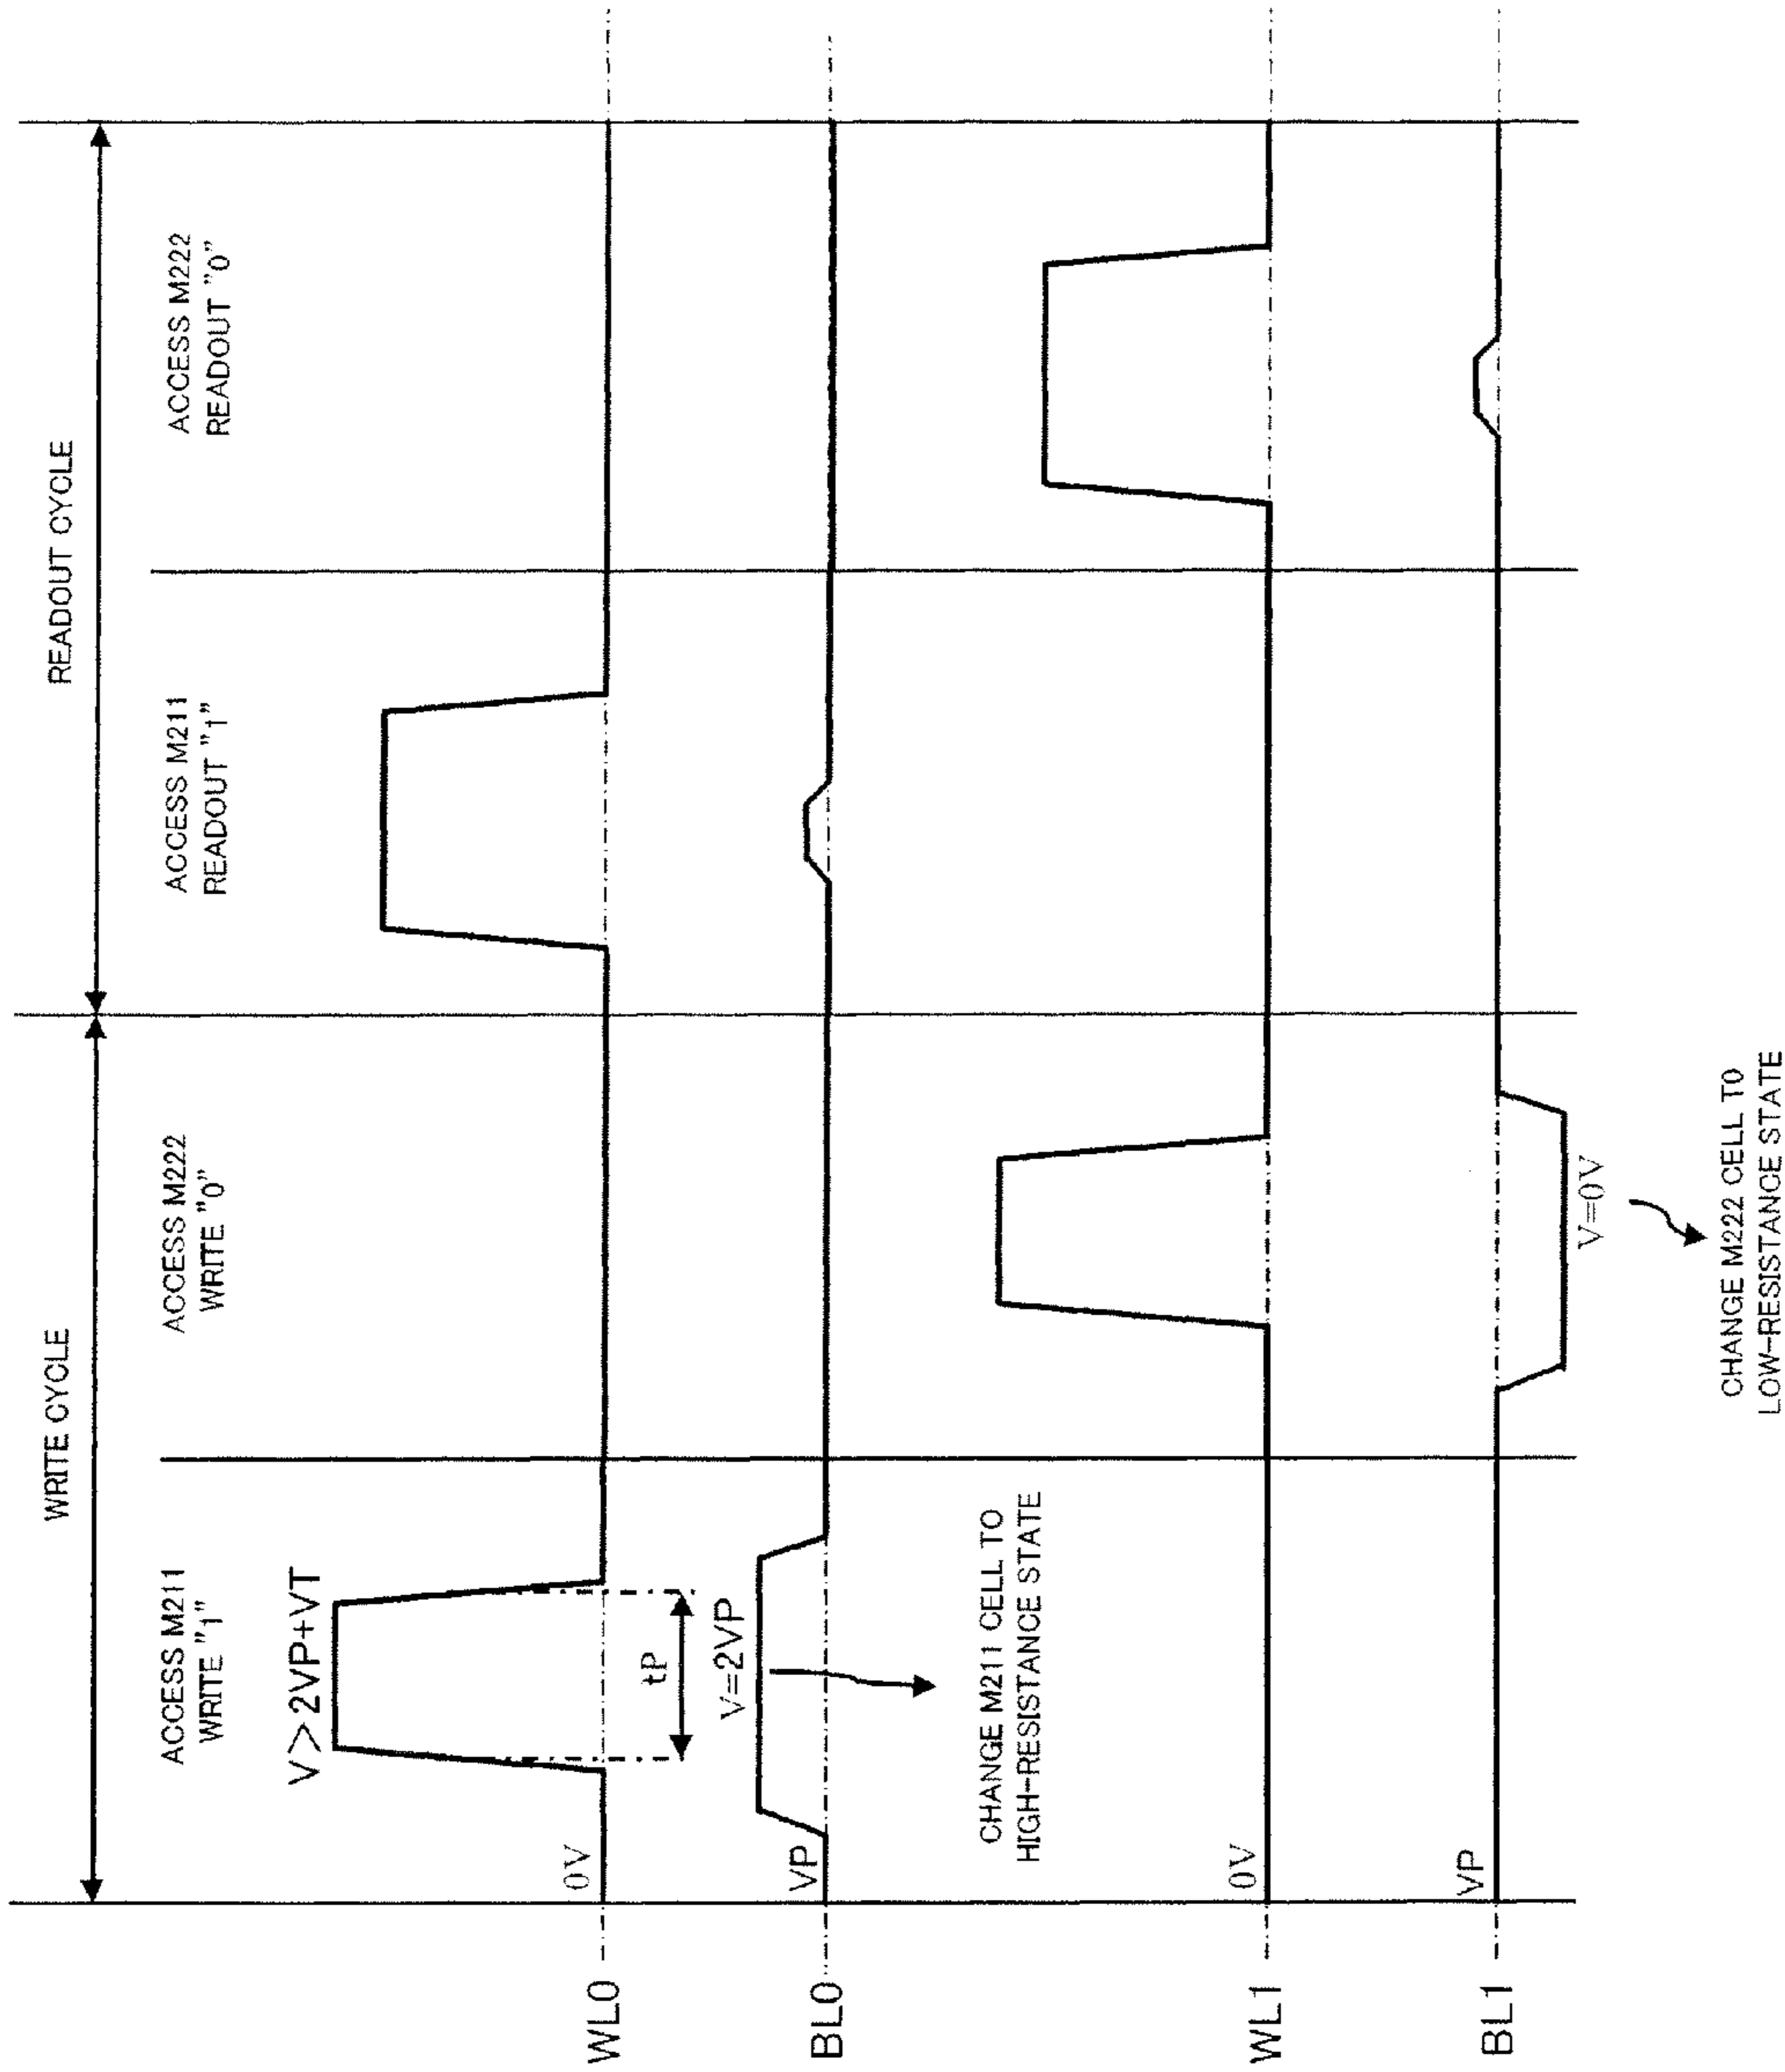 WRITE CYCLE
READOUT CYCLE
ACCESS M211
WRITE "1"
ACCESS M222
WRITE "0"
ACCESS M211
READOUT "1"
ACCESS M222
READOUT "0"
V>2VP+VT
0V
WL0
tP
V=2VP
VP
BL0
CHANGE M211 CELL TO
HIGH-RESISTANCE STATE
0V
WL1
VP
BL1
V=0V
CHANGE M222 CELL TO
LOW-RESISTANCE STATE